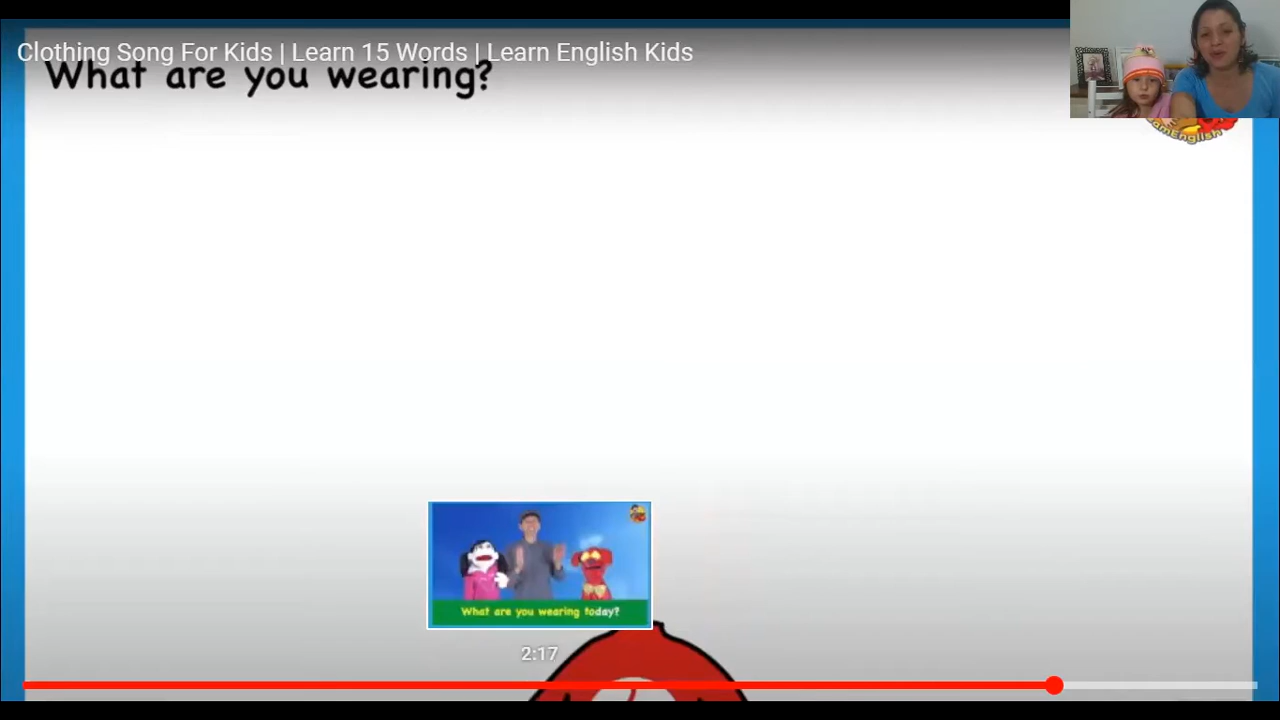 Clothing Song For Kids | Learn 15 Words | Learn English Kids
What are you wearing?
amEnglish
What are you wearing today?
2:17